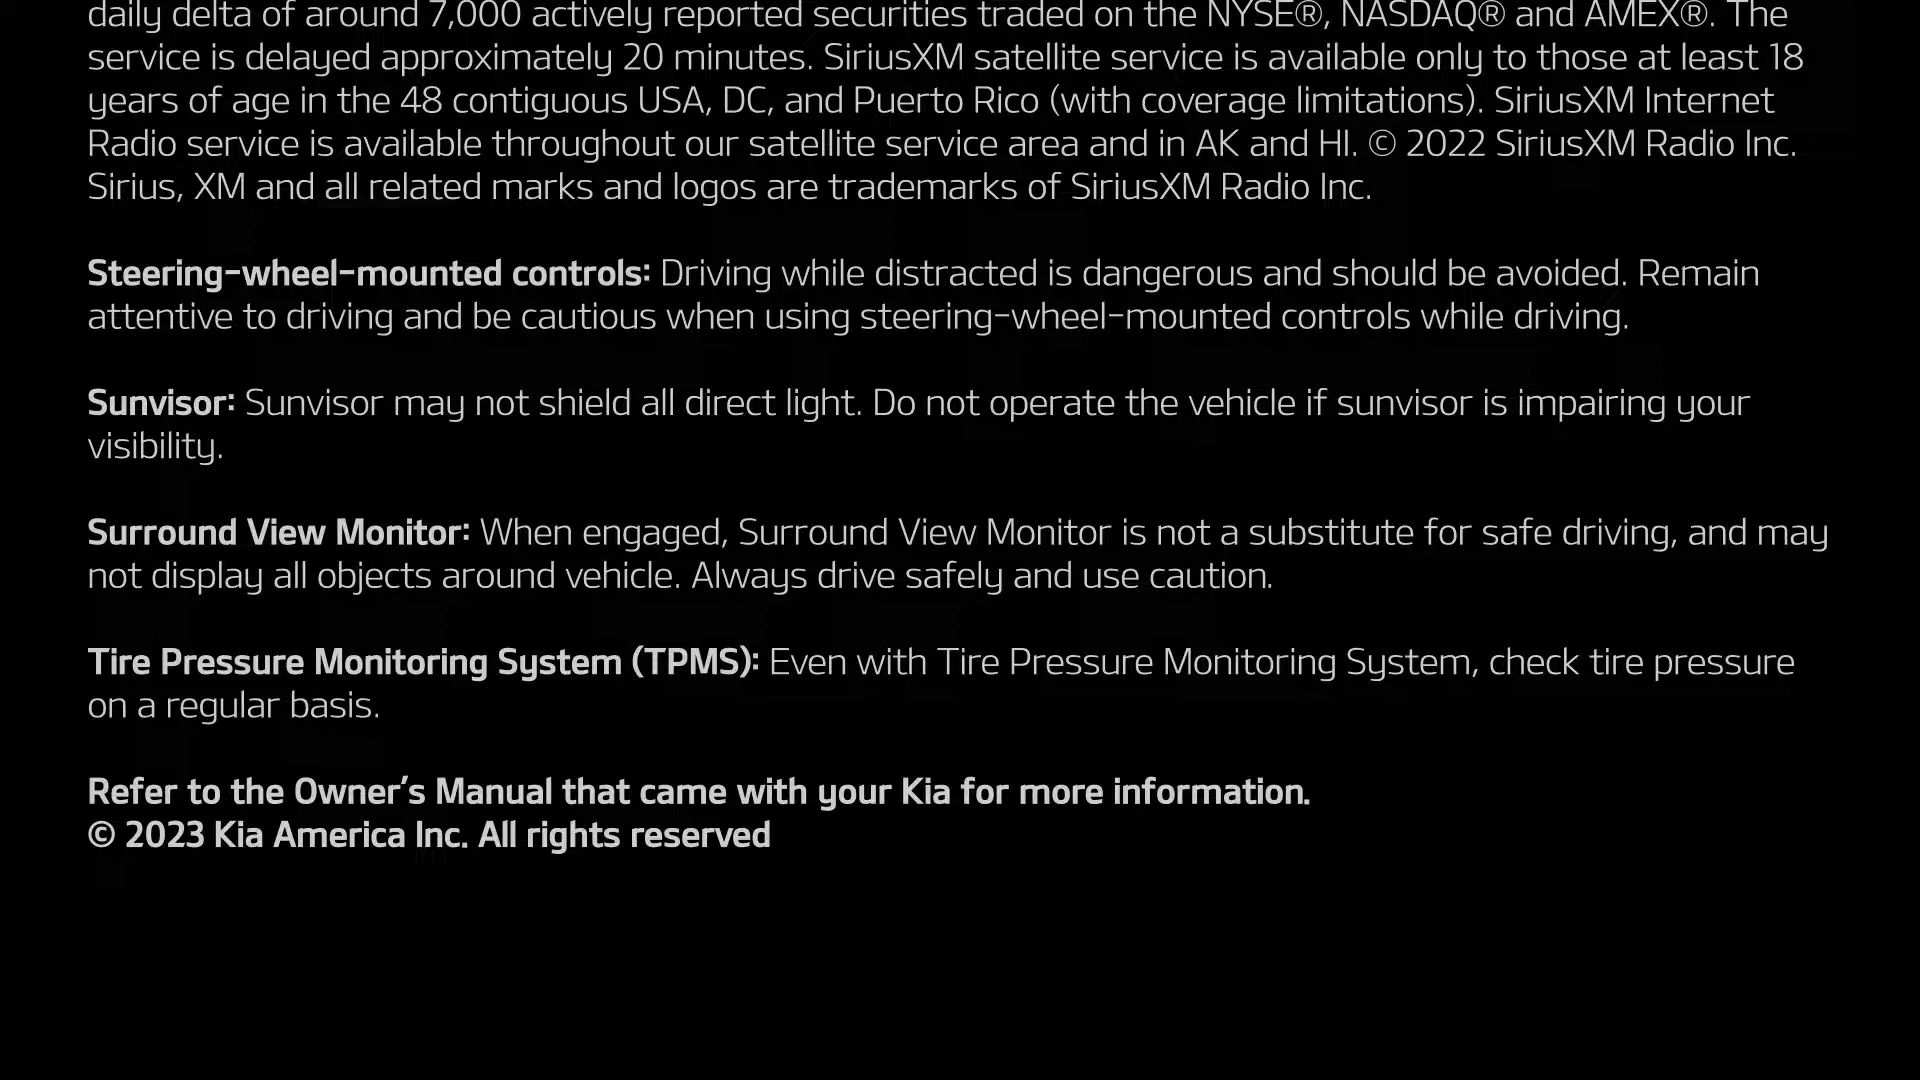 daily delta of around 7,000 actively reported securities traded on the NYSE®, NASDAQ® and AMEX®. The
service is delayed approximately 20 minutes. SiriusXM satellite service is available only to those at least 18
years of age in the 48 contiguous USA, DC, and Puerto Rico (with coverage limitations). SiriusXM Internet
Radio service is available throughout our satellite service area and in AK and HI. © 2022 SiriusXM Radio Inc.
Sirius, XM and all related marks and logos are trademarks of SiriusXM Radio Inc.
Steering-wheel-mounted controls: Driving while distracted is dangerous and should be avoided. Remain
attentive to driving and be cautious when using steering-wheel-mounted controls while driving.
Sunvisor: Sunvisor may not shield all direct light. Do not operate the vehicle if sunvisor is impairing your
visibility.
Surround View Monitor: When engaged, Surround View Monitor is not a substitute for safe driving, and may
not display all objects around vehicle. Always drive safely and use caution.
Tire Pressure Monitoring System (TPMS): Even with Tire Pressure Monitoring System, check tire pressure
on a regular basis.
Refer to the Owner’s Manual that came with your Kia for more information.
© 2023 Kia America Inc. All rights reserved